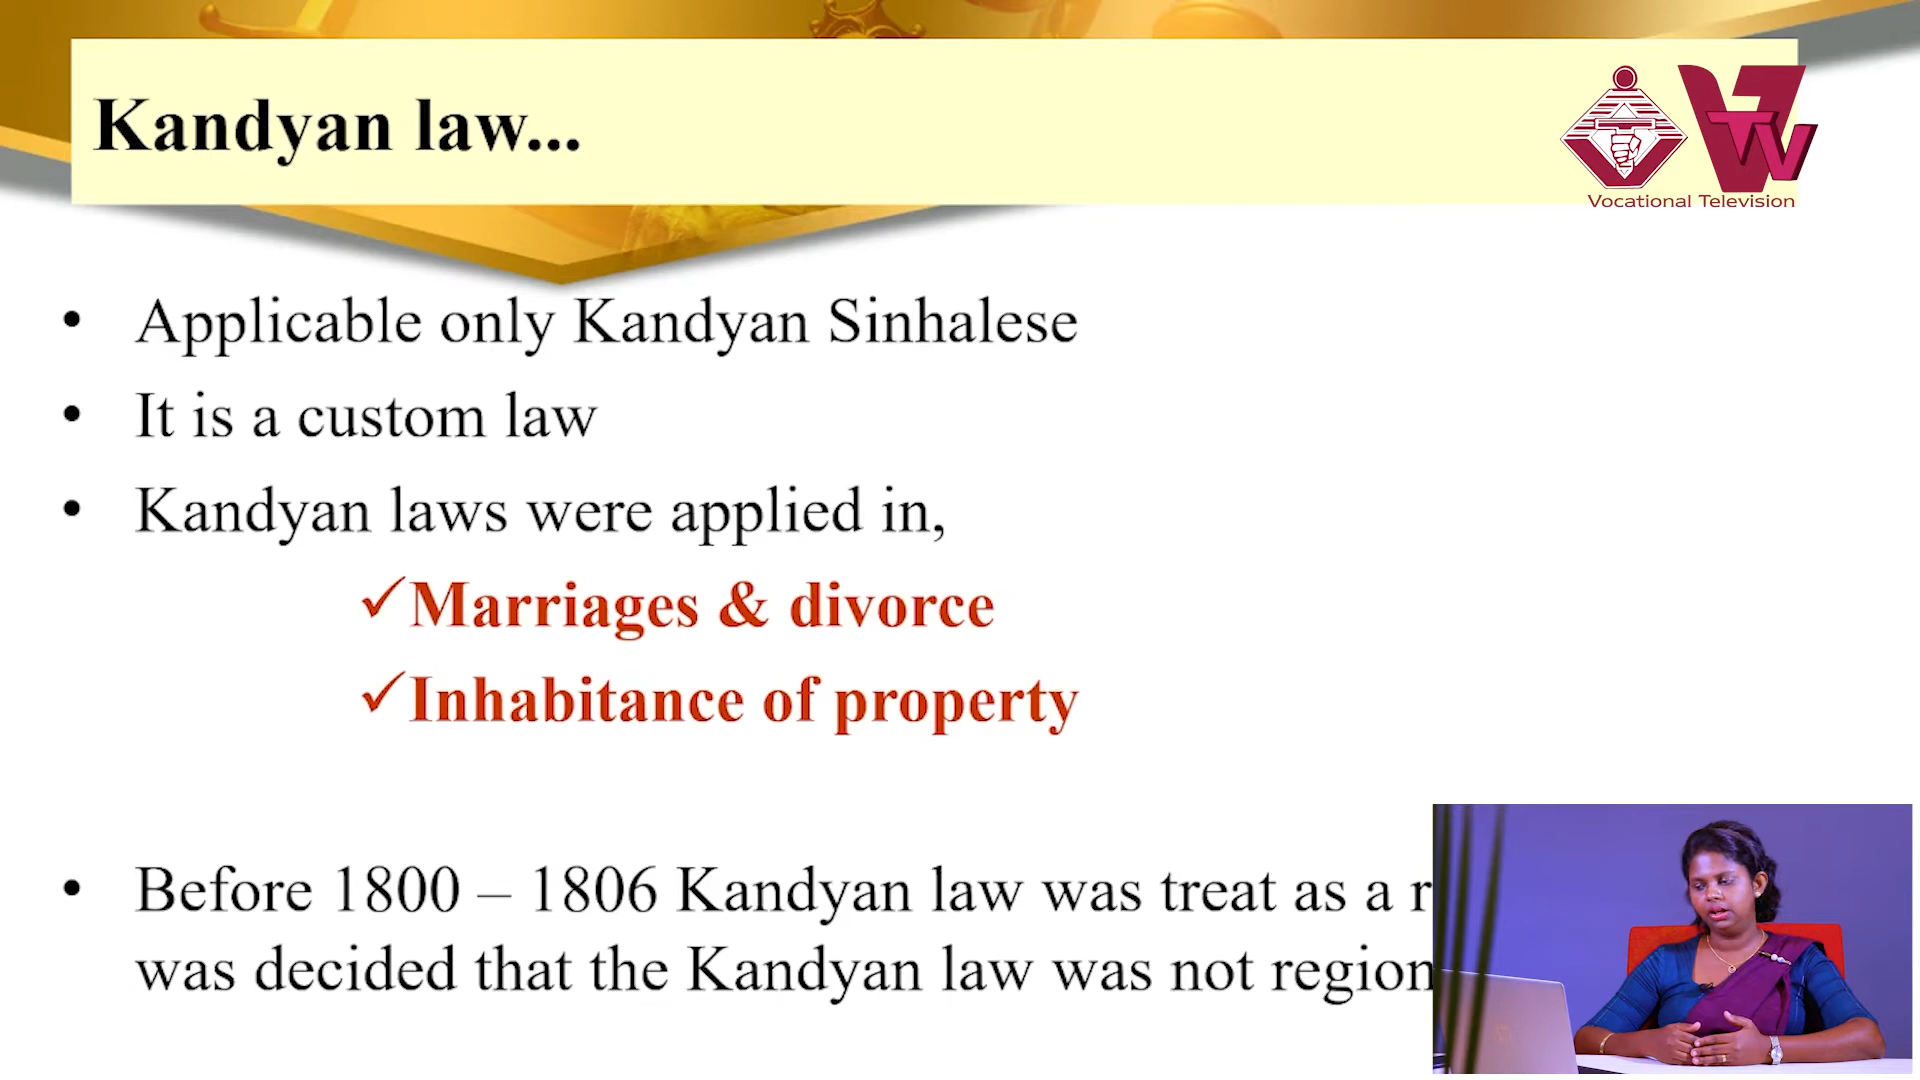 Kandyan law...
Vocational Television
• Applicable only Kandyan Sinhalese
• It is a custom law
• Kandyan laws were applied in,
✓Marriages & divorce
✓Inhabitance of property
• Before 1800 – 1806 Kandyan law was treat as a
was decided that the Kandyan law was not